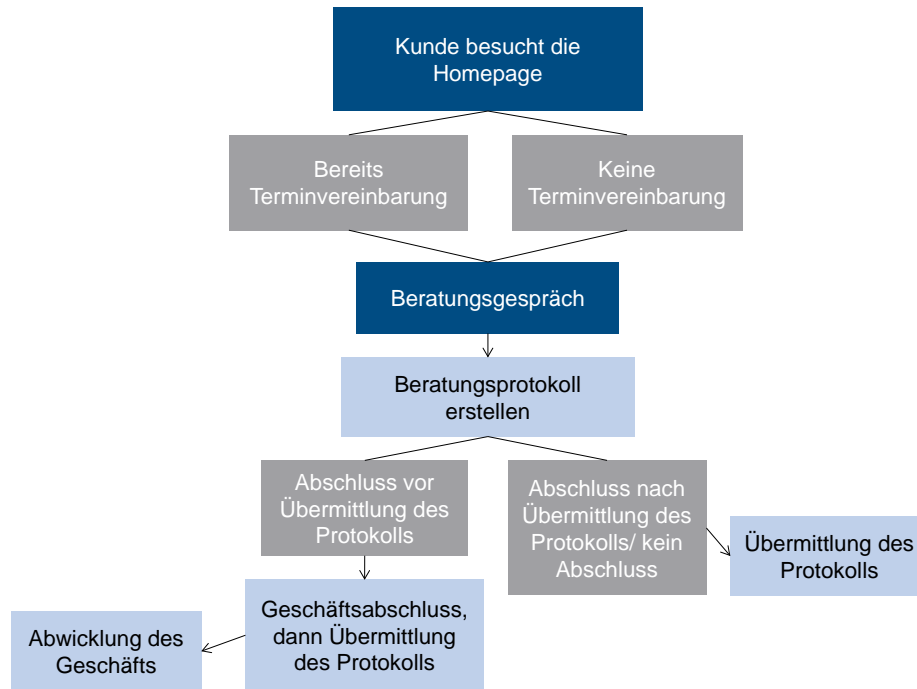 Kunde besucht die
Homepage
Bereits
Terminvereinbarung
Keine
Terminvereinbarung
Beratungsgespräch
Beratungsprotokoll
erstellen
Abschluss vor
Übermittlung des
Protokolls
Abschluss nach
Übermittlung des
Protokolls/ kein
Abschluss
Übermittlung des
Protokolls
Geschäftsabschluss,
dann Übermittlung
des Protokolls
Abwicklung des
Geschäfts